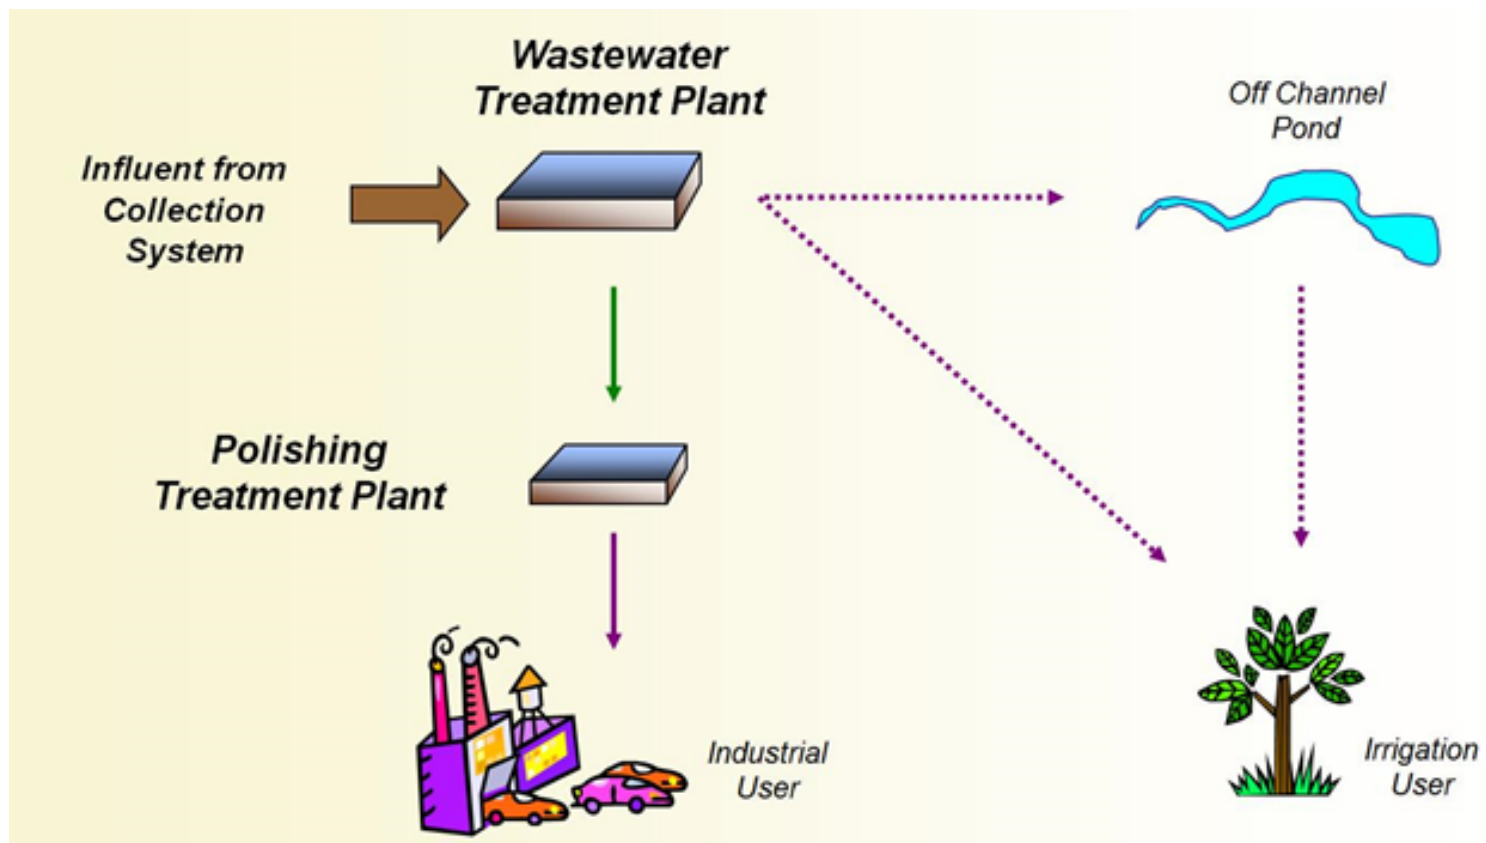 Wastewater
Treatment Plant
Off Channel
Pond
Influent from
Collection
System
Polishing
Treatment Plant
Industrial
User
Irrigation
User